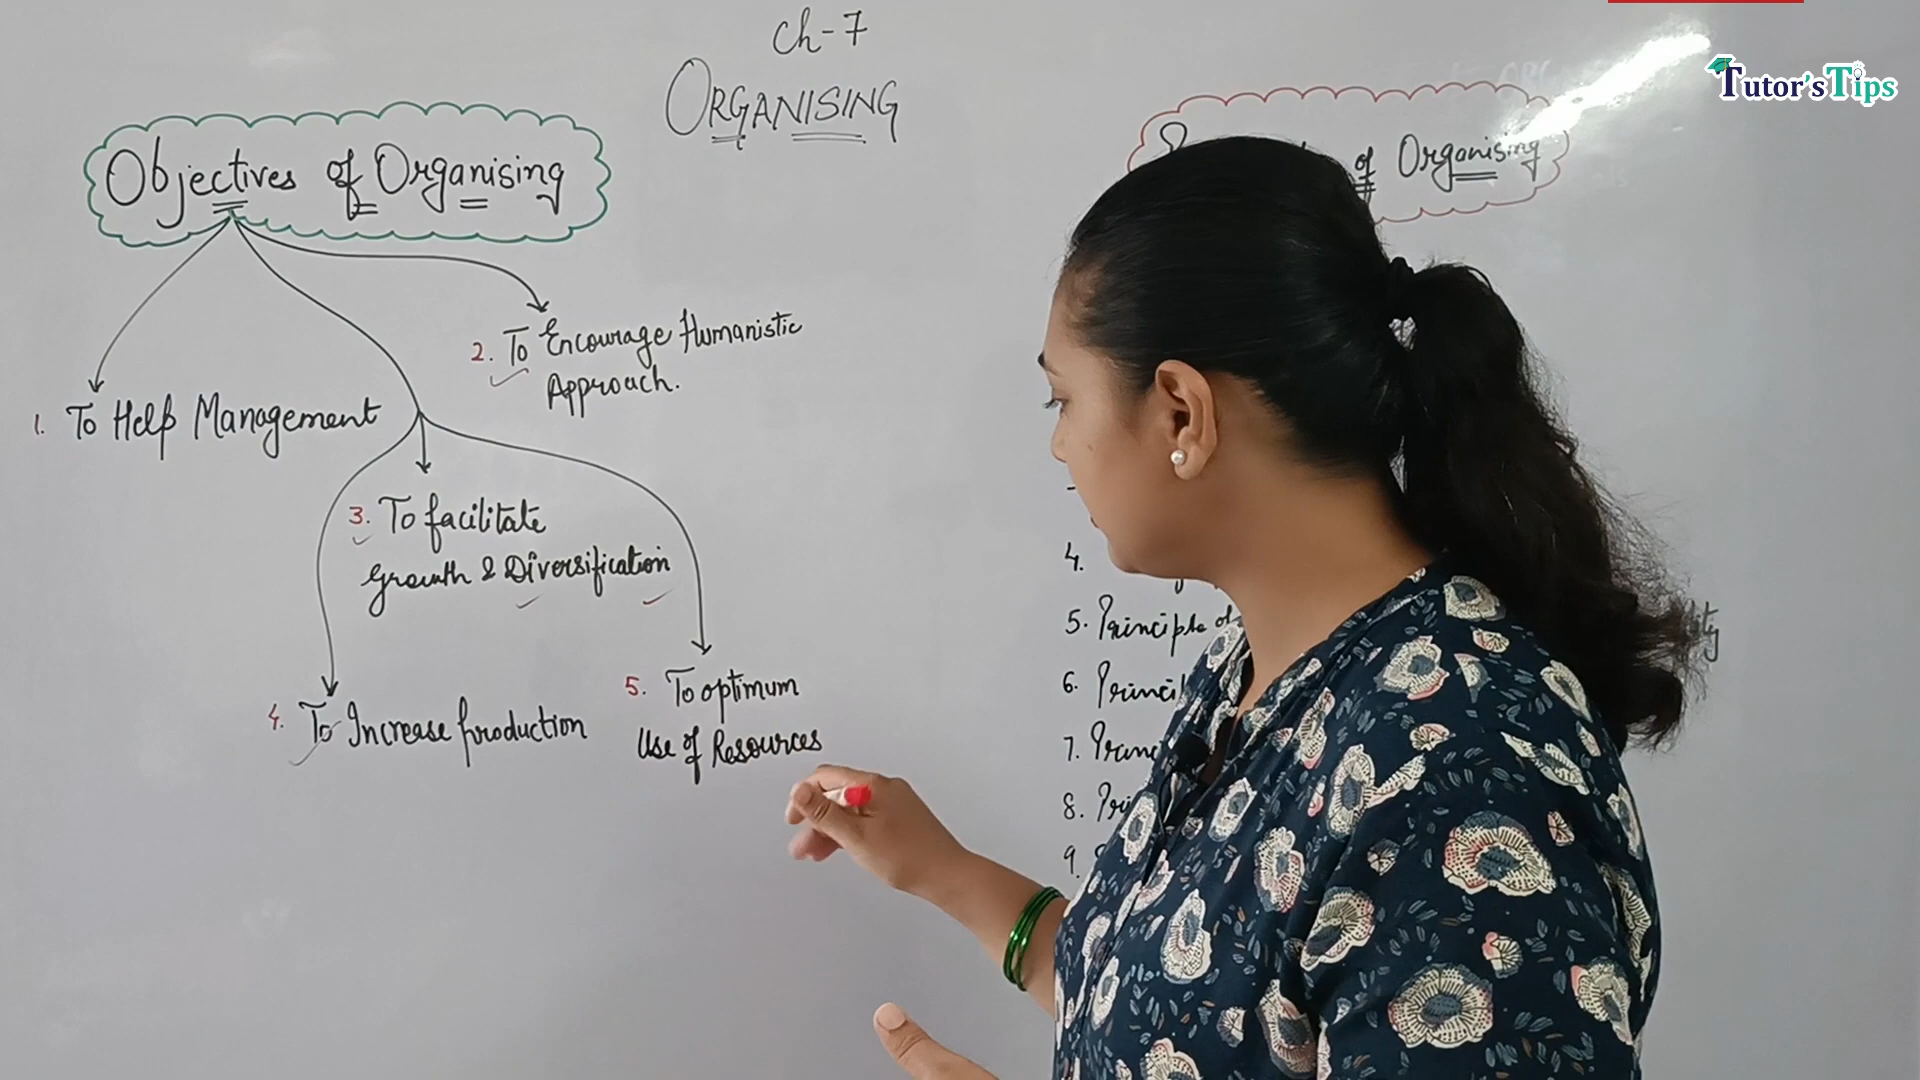 Ch-7
ORGANISING
Tutor'sTips
Objectives of Organising
1. To Help Management
2. To Encourage Humanistic
Approach.
3. To facilitate
Growth & Diversification
4. To Increase production
5. To optimum
Use of Resources
of Organising
4.
5. Principle of
6.
7.
8.
9.